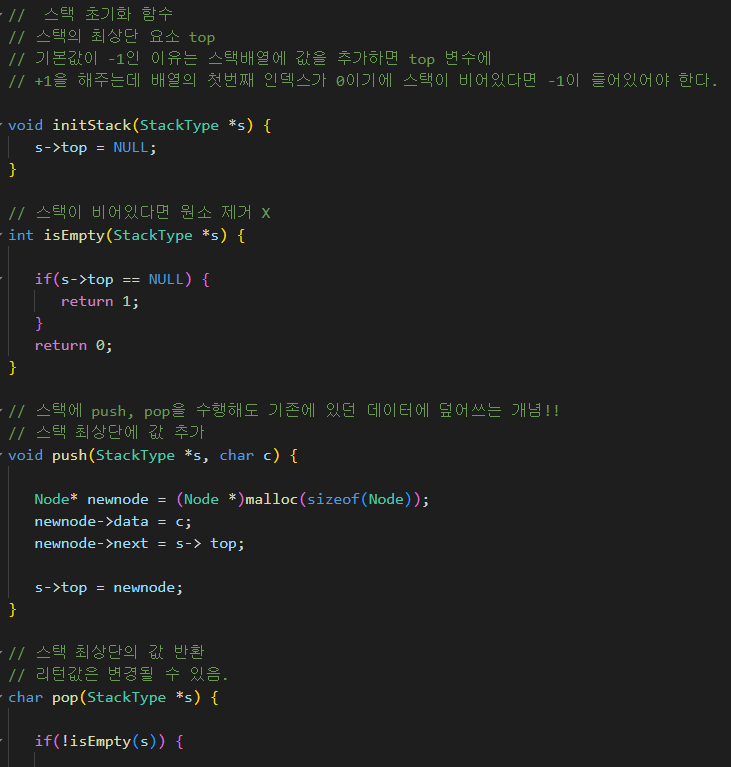 //  스택 초기화 함수
// 스택의 최상단 요소 top
// 기본값이 -1인 이유는 스택배열에 값을 추가하면 top 변수에
// +1을 해주는데 배열의 첫번째 인덱스가 0이기에 스택이 비어있다면 -1이 들어있어야 한다.
void initStack(StackType *s) {
s->top = NULL;
}
// 스택이 비어있다면 원소 제거 X
int isEmpty(StackType *s) {
if(s->top == NULL) {
return 1;
}
return 0;
}
// 스택에 push, pop을 수행해도 기존에 있던 데이터에 덮어쓰는 개념!!
// 스택 최상단에 값 추가
void push(StackType *s, char c) {
Node* newnode = (Node *)malloc(sizeof(Node));
newnode->data = c;
newnode->next = s-> top;
s->top = newnode;
}
// 스택 최상단의 값 반환
// 리턴값은 변경될 수 있음.
char pop(StackType *s) {
if(!isEmpty(s)) {